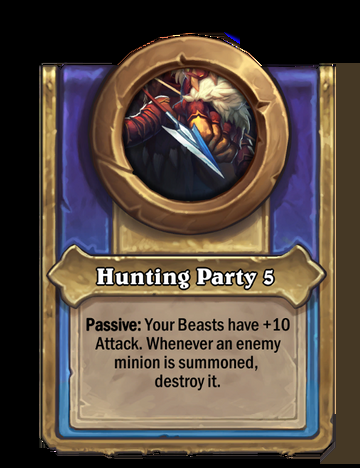 Hunting Party 5
Passive: Your Beasts have +10
Attack. Whenever an enemy
minion is summoned,
destroy it.